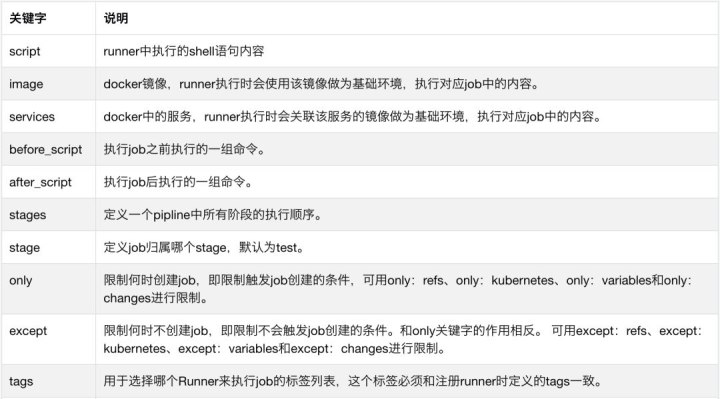 关键字 说明
script runner中执行的shell语句内容
image docker镜像，runner执行时会使用该镜像做为基础环境，执行对应job中的内容。
services docker中的服务，runner执行时会关联该服务的镜像做为基础环境，执行对应job中的内容。
before_script 执行job之前执行的一组命令。
after_script 执行job后执行的一组命令。
stages 定义一个pipline中所有阶段的执行顺序。
stage 定义job归属哪个stage，默认为test。
only 限制何时创建job，即限制触发job创建的条件，可用only：refs、only：kubernetes、only：variables和only：
changes进行限制。
except 限制何时不创建job，即限制不会触发job创建的条件。和only关键字的作用相反。 可用except：refs、except：
kubernetes、except：variables和except：changes进行限制。
tags 用于选择哪个Runner来执行job的标签列表，这个标签必须和注册runner时定义的tags一致。